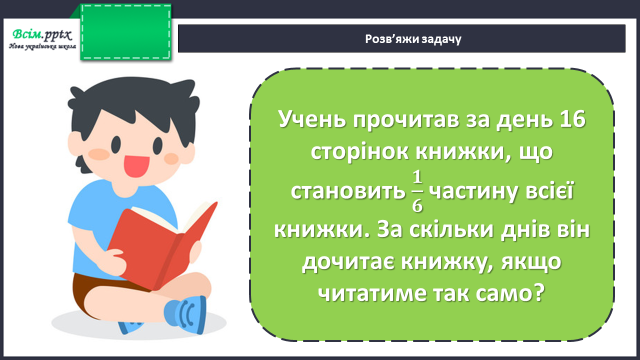 Всім.pptx
Нова українська школа
Розв’яжи задачу
Учень прочитав за день 16
сторінок книжки, що
становить 1/6 частину всієї
книжки. За скільки днів він
дочитає книжку, якщо
читатиме так само?